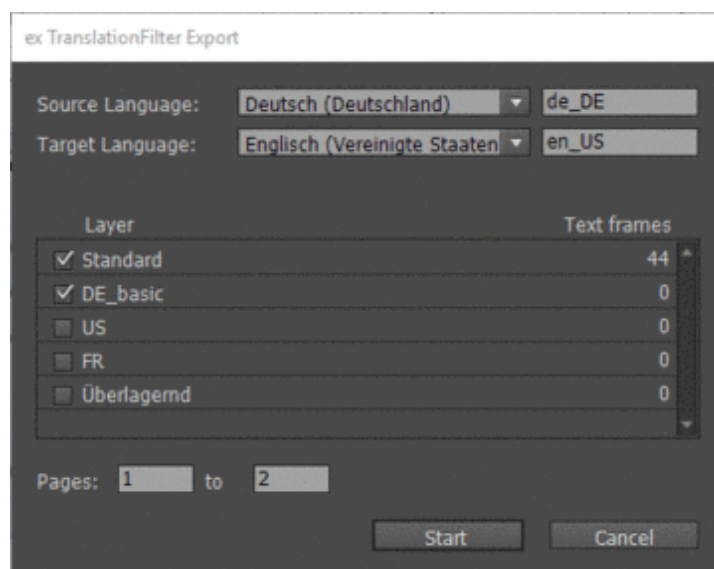 ex TranslationFilter Export
Source Language: Deutsch (Deutschland) de_DE
Target Language: Englisch (Vereinigte Staaten en_US
Layer Text frames
Standard 44
DE_basic 0
US 0
FR 0
Überlagernd 0
Pages: 1 to 2
Start Cancel